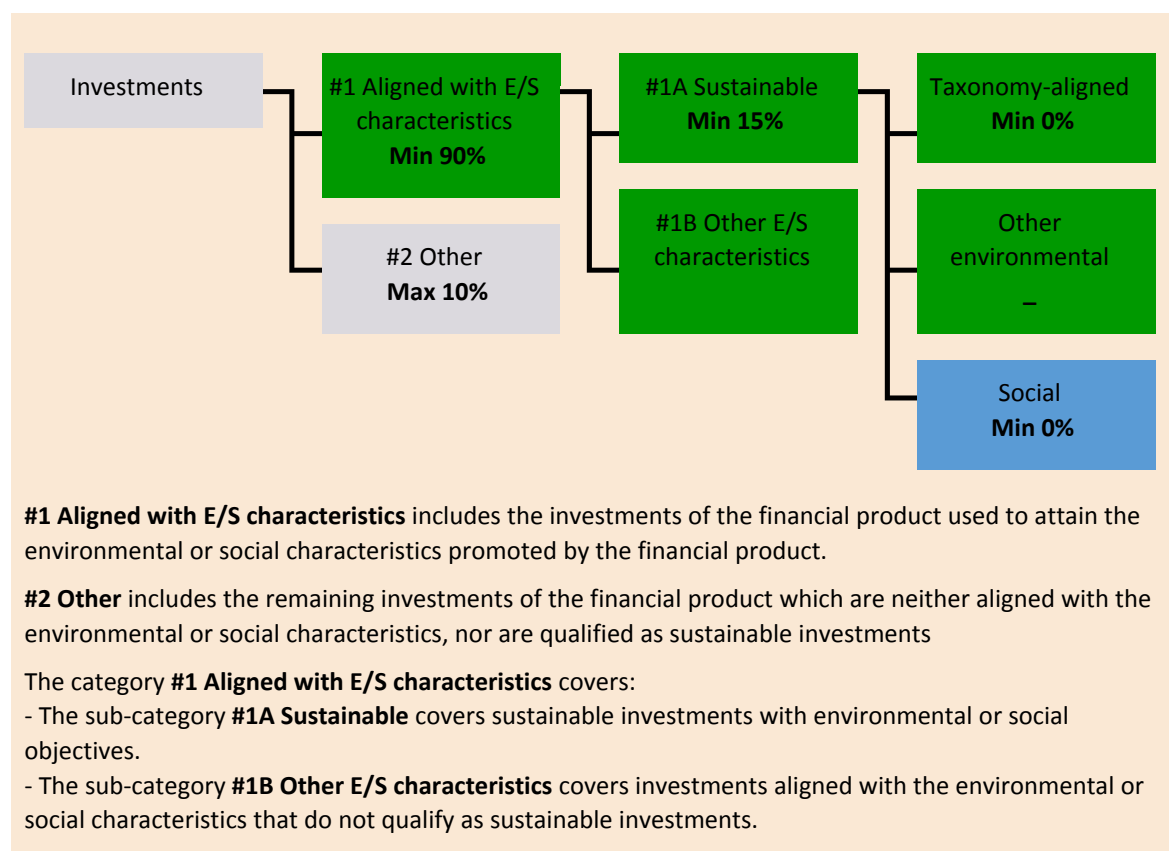 Investments
#1 Aligned with E/S
characteristics
Min 90%
#2 Other
Max 10%
#1A Sustainable
Min 15%
#1B Other E/S
characteristics
Taxonomy-aligned
Min 0%
Other
environmental
–
Social
Min 0%
#1 Aligned with E/S characteristics includes the investments of the financial product used to attain the
environmental or social characteristics promoted by the financial product.
#2 Other includes the remaining investments of the financial product which are neither aligned with the
environmental or social characteristics, nor are qualified as sustainable investments
The category #1 Aligned with E/S characteristics covers:
- The sub-category #1A Sustainable covers sustainable investments with environmental or social
objectives.
- The sub-category #1B Other E/S characteristics covers investments aligned with the environmental or
social characteristics that do not qualify as sustainable investments.